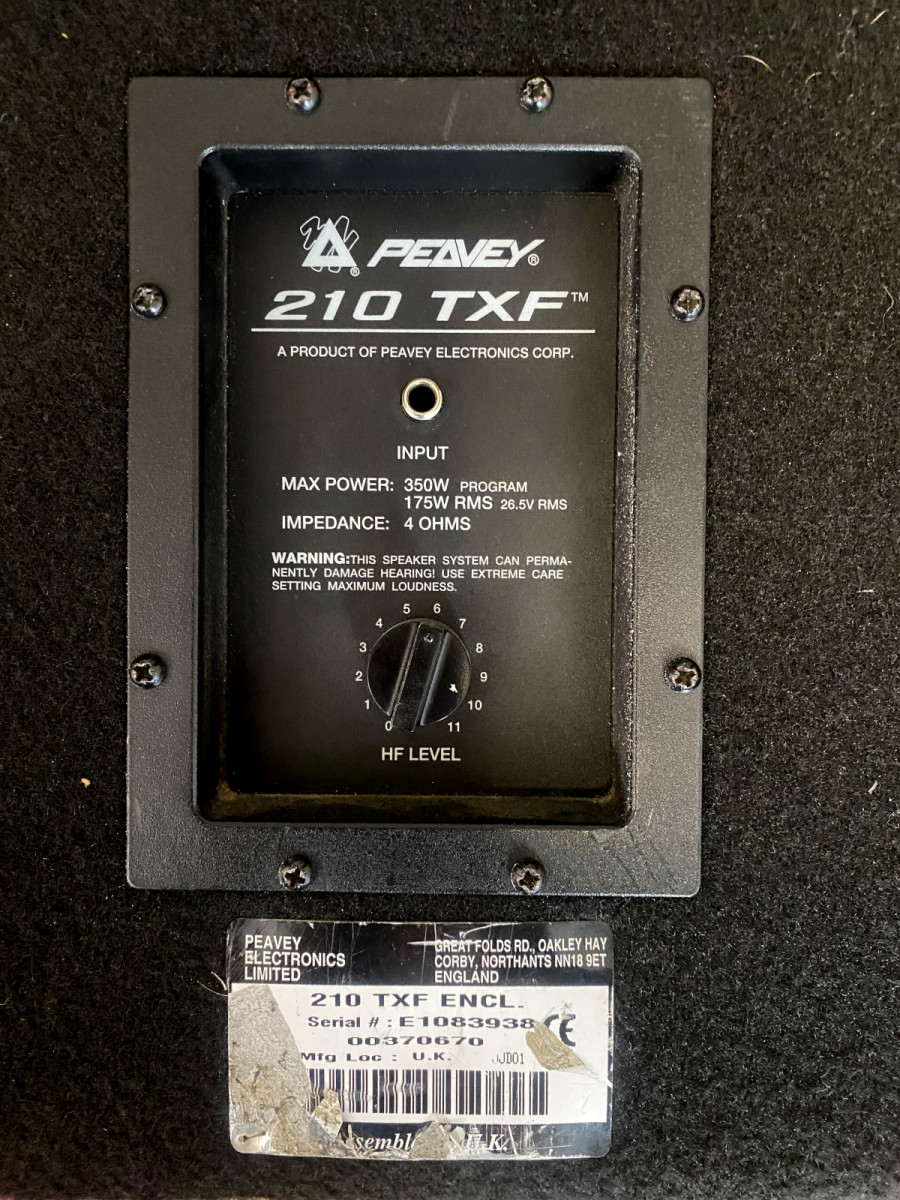 PEAVEY®
®
210 TXF™
A PRODUCT OF PEAVEY ELECTRONICS CORP.
INPUT
MAX POWER: 350W PROGRAM
175W RMS 26.5V RMS
IMPEDANCE: 4 OHMS
WARNING:THIS SPEAKER SYSTEM CAN PERMA-
NENTLY DAMAGE HEARING! USE EXTREME CARE
SETTING MAXIMUM LOUDNESS.
0 1 2 3 4 5 6 7 8 9 10 11
HF LEVEL
PEAVEY
ELECTRONICS
LIMITED
GREAT FOLDS RD., OAKLEY HAY
CORBY, NORTHANTS NN18 9ET
ENGLAND
210 TXF ENCL.
Serial # : E1083938 CE
00370670
Mfg Loc : U.K. JJD01